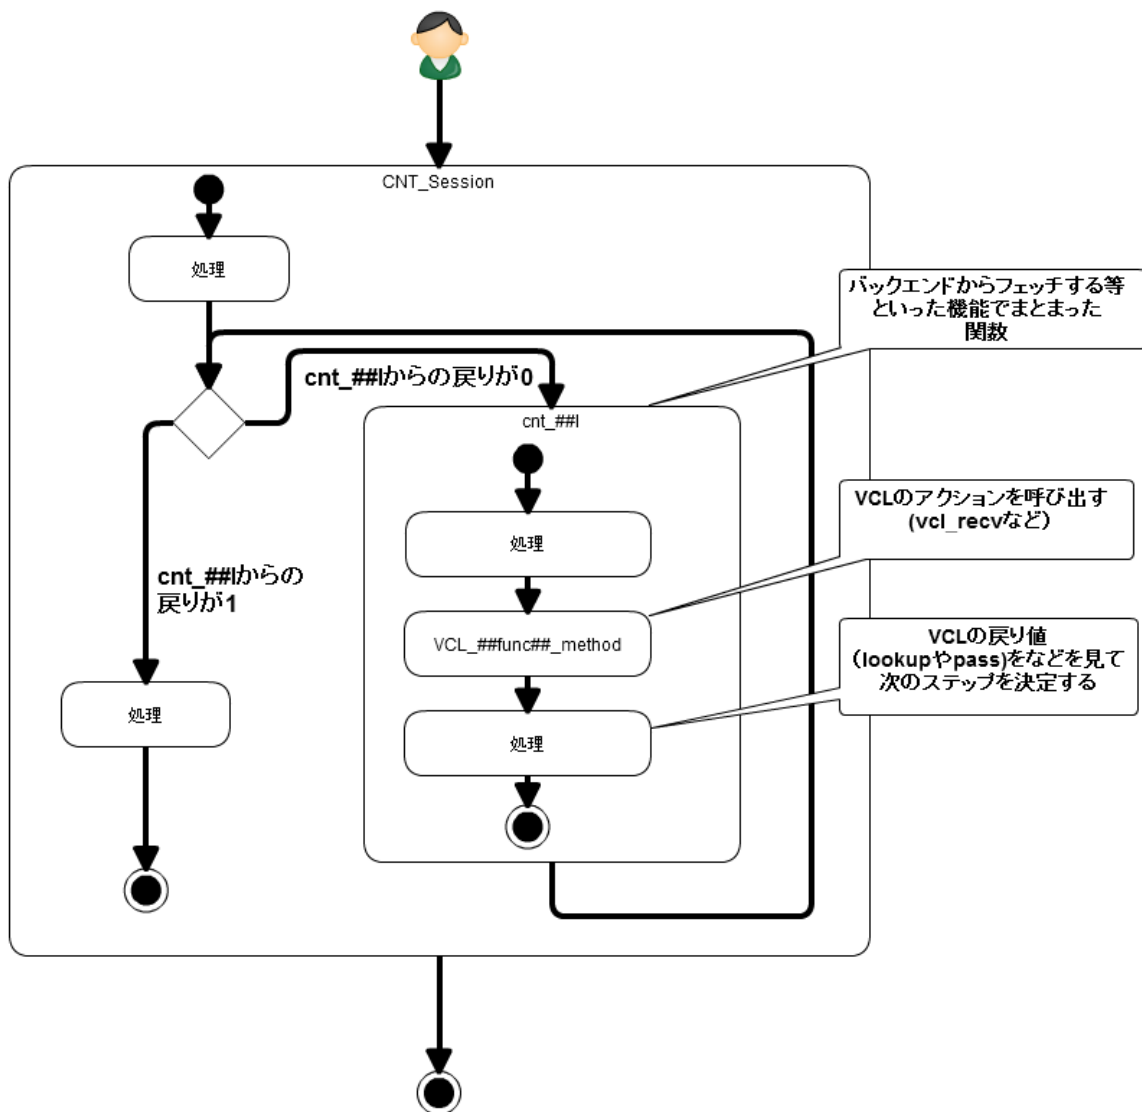 CNT_Session
処理
バックエンドからフェッチする等
といった機能でまとまった
関数
cnt_##lからの戻りが0
cnt_##l
処理
VCLのアクションを呼び出す
(vcl_recvなど）
cnt_##lからの
戻りが1
VCL_##func##_method
VCLの戻り値
（lookupやpass)をなどを見て
次のステップを決定する
処理
処理